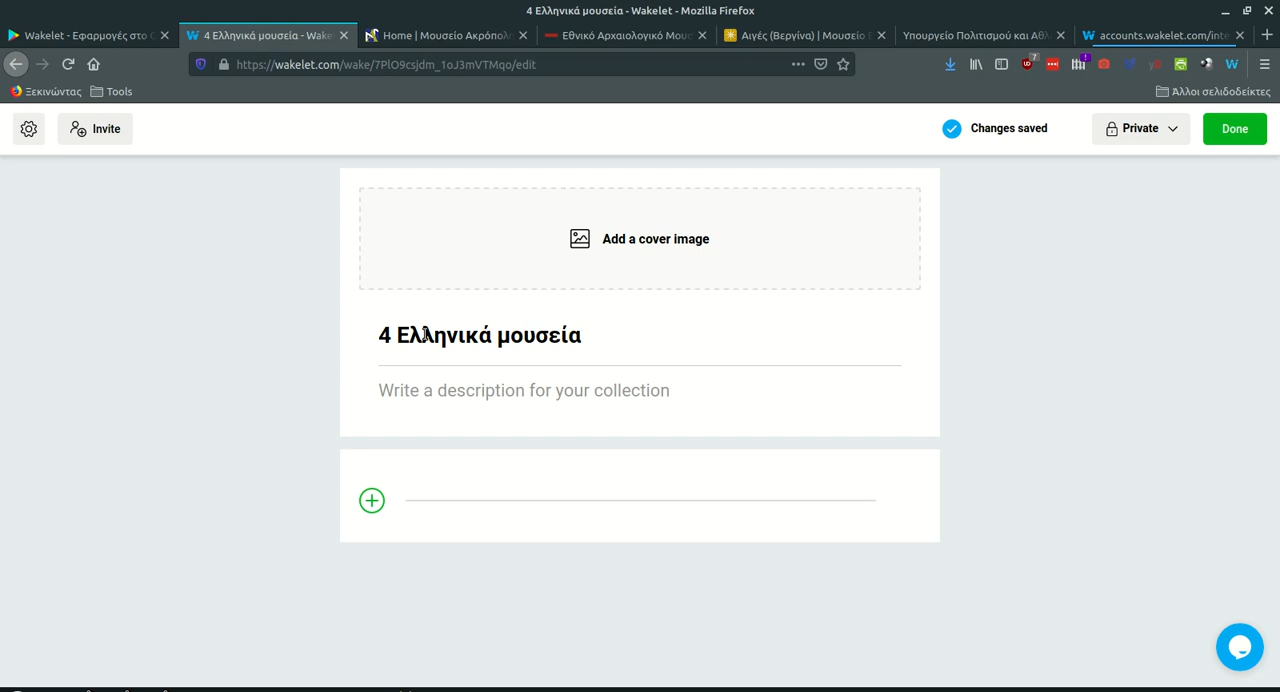 4 Ελληνικά μουσεία - Wakelet - Mozilla Firefox
Wakelet - Εφαρμογές στο
4 Ελληνικά μουσεία - Wake
Home | Μουσείο Ακρόπολ
Εθνικό Αρχαιολογικό Μουσ
Αιγές (Βεργίνα) | Μουσείο
Υπουργείο Πολιτισμού και Αθλ
accounts.wakelet.com/inte
https://wakelet.com/wake/7PlO9csjdm_1oJ3mVTMqo/edit
Ξεκινώντας Tools Άλλοι σελιδοδείκτες
Invite Changes saved Private Done
Add a cover image
4 Ελληνικά μουσεία
Write a description for your collection